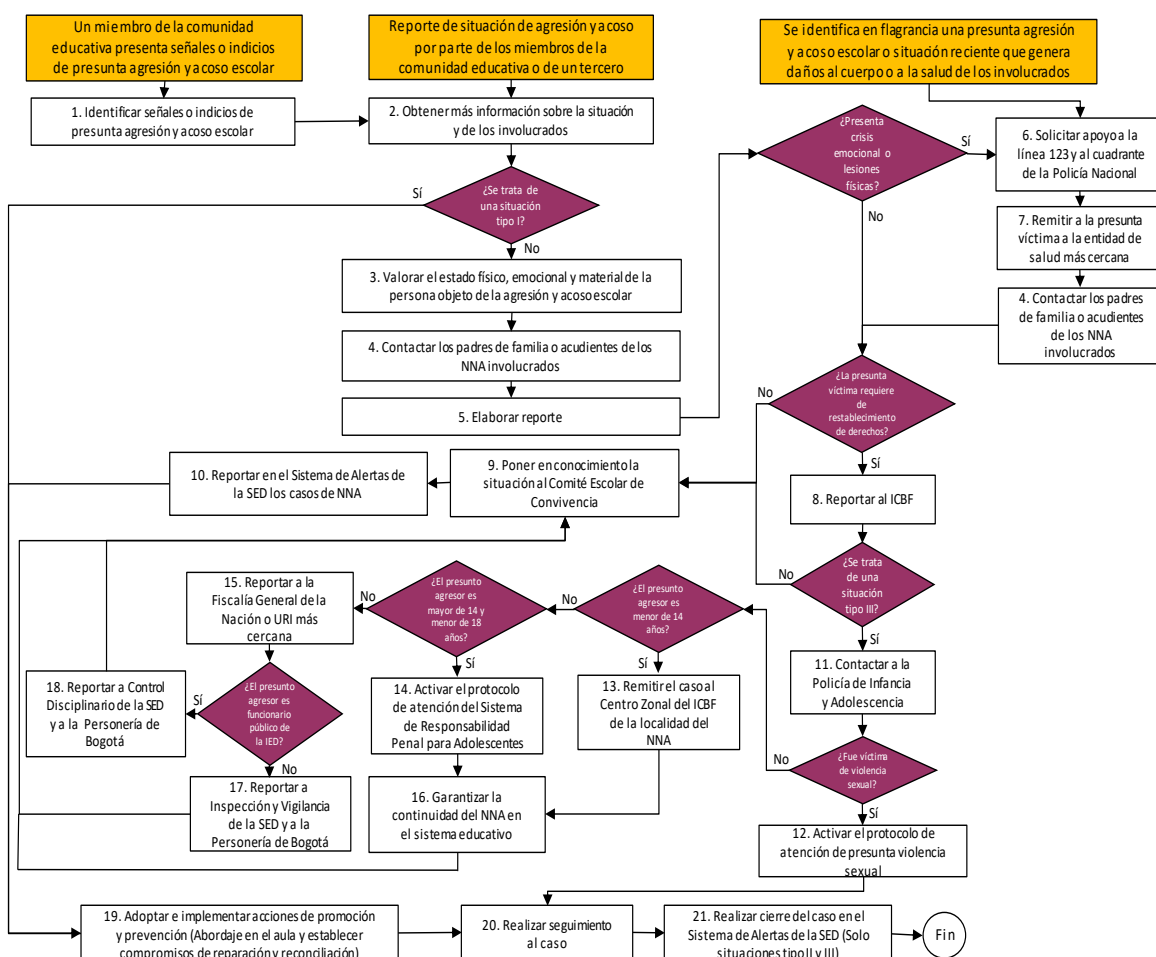 Un miembro de la comunidad
educativa presenta señales o indicios
de presunta agresión y acoso escolar
Reporte de situación de agresión y acoso
por parte de los miembros de la
comunidad educativa o de un tercero
Se identifica en flagrancia una presunta agresión
y acoso escolar o situación reciente que genera
daños al cuerpo o a la salud de los involucrados
1. Identificar señales o indicios de
presunta agresión y acoso escolar
2. Obtener más información sobre la situación
y de los involucrados
¿Presenta
crisis
emocional o
lesiones
físicas?
Sí
No
6. Solicitar apoyo a la
línea 123 y al cuadrante
de la Policía Nacional
¿Se trata de
una situación
tipo I?
Sí
No
7. Remitir a la presunta
víctima a la entidad de
salud más cercana
3. Valorar el estado físico, emocional y material de la
persona objeto de la agresión y acoso escolar
4. Contactar los padres
de familia o acudientes
de los NNA
involucrados
4. Contactar los padres de familia o acudientes de los
NNA involucrados
5. Elaborar reporte
¿La presunta
víctima requiere
de
restablecimiento
de derechos?
No
Sí
10. Reportar en el Sistema de Alertas de
la SED los casos de NNA
9. Poner en conocimiento la
situación al Comité Escolar de
Convivencia
8. Reportar al ICBF
¿Se trata
de una
situación
tipo III?
No
Sí
15. Reportar a la
Fiscalía General de la
Nación o URI más
cercana
No
¿El presunto
agresor es
mayor de 14 y
menor de 18
años?
Sí
No
¿El presunto
agresor es
menor de 14
años?
Sí
11. Contactar a la
Policía de Infancia
y Adolescencia
18. Reportar a Control
Disciplinario de la SED
y a la Personería de
Bogotá
Sí
¿El presunto
agresor es
funcionario
público de
la IED?
No
14. Activar el protocolo
de atención del Sistema
de Responsabilidad
Penal para Adolescentes
13. Remitir el caso al
Centro Zonal del ICBF
de la localidad del
NNA
No
¿Fue víctima
de violencia
sexual?
Sí
17. Reportar a
Inspección y Vigilancia
de la SED y a la
Personería de Bogotá
16. Garantizar la
continuidad del NNA en
el sistema educativo
12. Activar el protocolo de
atención de presunta violencia
sexual
19. Adoptar e implementar acciones de promoción
y prevención (Abordaje en el aula y establecer
compromisos de reparación y reconciliación)
20. Realizar seguimiento
al caso
21. Realizar cierre del caso en el
Sistema de Alertas de la SED (Solo
situaciones tipo II y III)
Fin